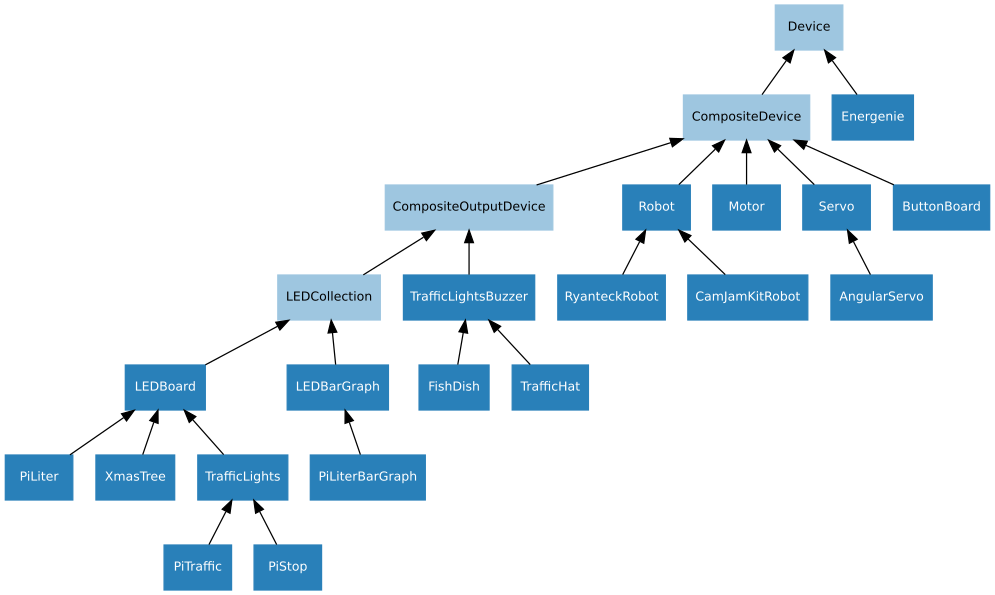 Device
CompositeDevice
Energenie
CompositeOutputDevice
Robot
Motor
Servo
ButtonBoard
LEDCollection
TrafficLightsBuzzer
RyanteckRobot
CamJamKitRobot
AngularServo
LEDBoard
LEDBarGraph
FishDish
TrafficHat
PiLiter
XmasTree
TrafficLights
PiLiterBarGraph
PiTraffic
PiStop